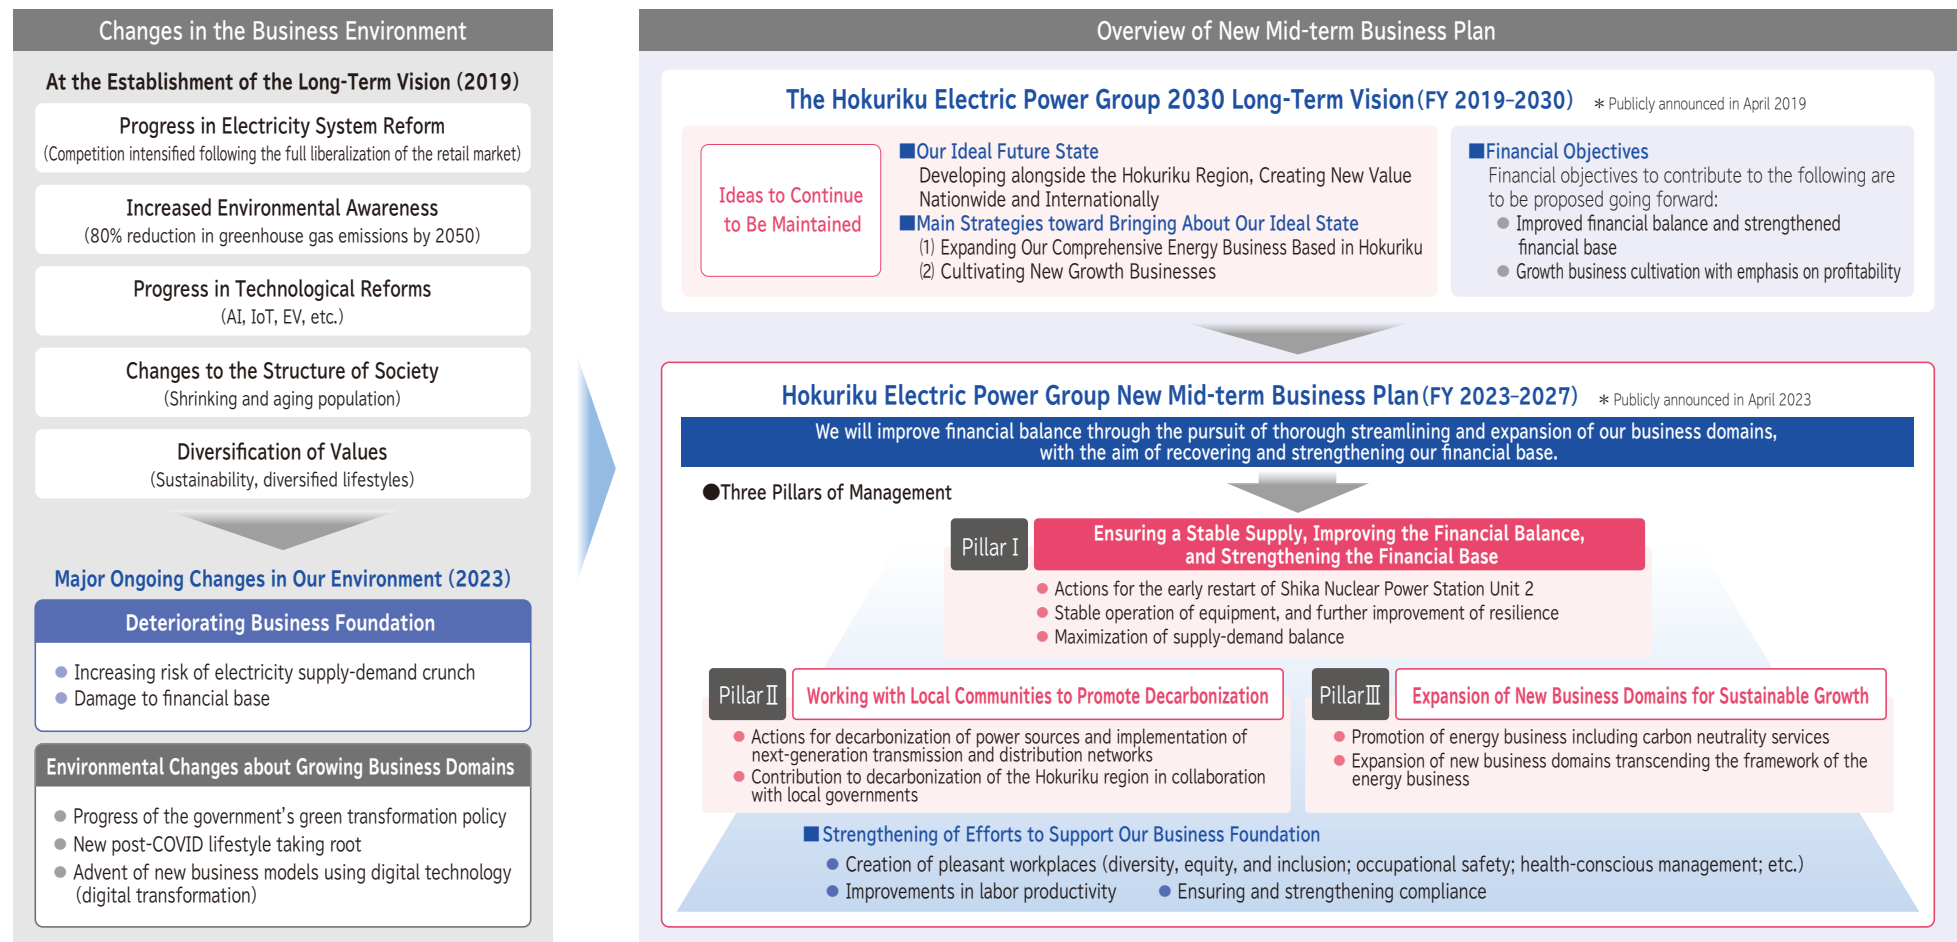 Changes in the Business Environment
At the Establishment of the Long-Term Vision (2019)
Progress in Electricity System Reform
(Competition intensified following the full liberalization of the retail market)
Increased Environmental Awareness
(80% reduction in greenhouse gas emissions by 2050)
Progress in Technological Reforms
(AI, IoT, EV, etc.)
Changes to the Structure of Society
(Shrinking and aging population)
Diversification of Values
(Sustainability, diversified lifestyles)
Major Ongoing Changes in Our Environment (2023)
Deteriorating Business Foundation
● Increasing risk of electricity supply-demand crunch
● Damage to financial base
Environmental Changes about Growing Business Domains
● Progress of the government's green transformation policy
● New post-COVID lifestyle taking root
● Advent of new business models using digital technology
(digital transformation)
Overview of New Mid-term Business Plan
The Hokuriku Electric Power Group 2030 Long-Term Vision (FY 2019–2030) * Publicly announced in April 2019
Ideas to Continue
to Be Maintained
■Our Ideal Future State
Developing alongside the Hokuriku Region, Creating New Value
Nationwide and Internationally
■Main Strategies toward Bringing About Our Ideal State
(1) Expanding Our Comprehensive Energy Business Based in Hokuriku
(2) Cultivating New Growth Businesses
■Financial Objectives
Financial objectives to contribute to the following are
to be proposed going forward:
● Improved financial balance and strengthened
financial base
● Growth business cultivation with emphasis on profitability
Hokuriku Electric Power Group New Mid-term Business Plan (FY 2023–2027) * Publicly announced in April 2023
We will improve financial balance through the pursuit of thorough streamlining and expansion of our business domains,
with the aim of recovering and strengthening our financial base.
●Three Pillars of Management
Pillar I
Ensuring a Stable Supply, Improving the Financial Balance,
and Strengthening the Financial Base
● Actions for the early restart of Shika Nuclear Power Station Unit 2
● Stable operation of equipment, and further improvement of resilience
● Maximization of supply-demand balance
Pillar Ⅱ
Working with Local Communities to Promote Decarbonization
● Actions for decarbonization of power sources and implementation of
next-generation transmission and distribution networks
● Contribution to decarbonization of the Hokuriku region in collaboration
with local governments
Pillar Ⅲ
Expansion of New Business Domains for Sustainable Growth
● Promotion of energy business including carbon neutrality services
● Expansion of new business domains transcending the framework of the
energy business
■ Strengthening of Efforts to Support Our Business Foundation
● Creation of pleasant workplaces (diversity, equity, and inclusion; occupational safety; health-conscious management; etc.)
● Improvements in labor productivity ● Ensuring and strengthening compliance